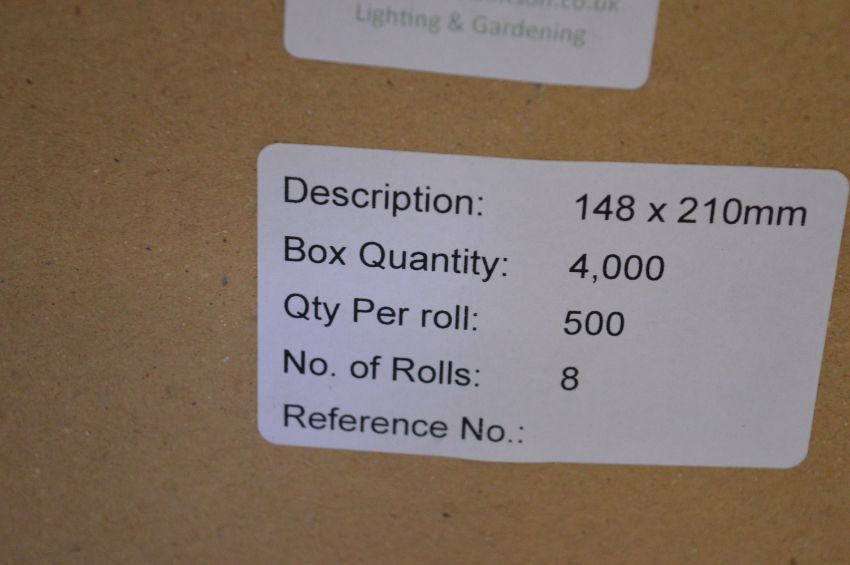 Lighting & Gardening
Description: 148 x 210mm
Box Quantity: 4,000
Qty Per roll: 500
No. of Rolls: 8
Reference No.: